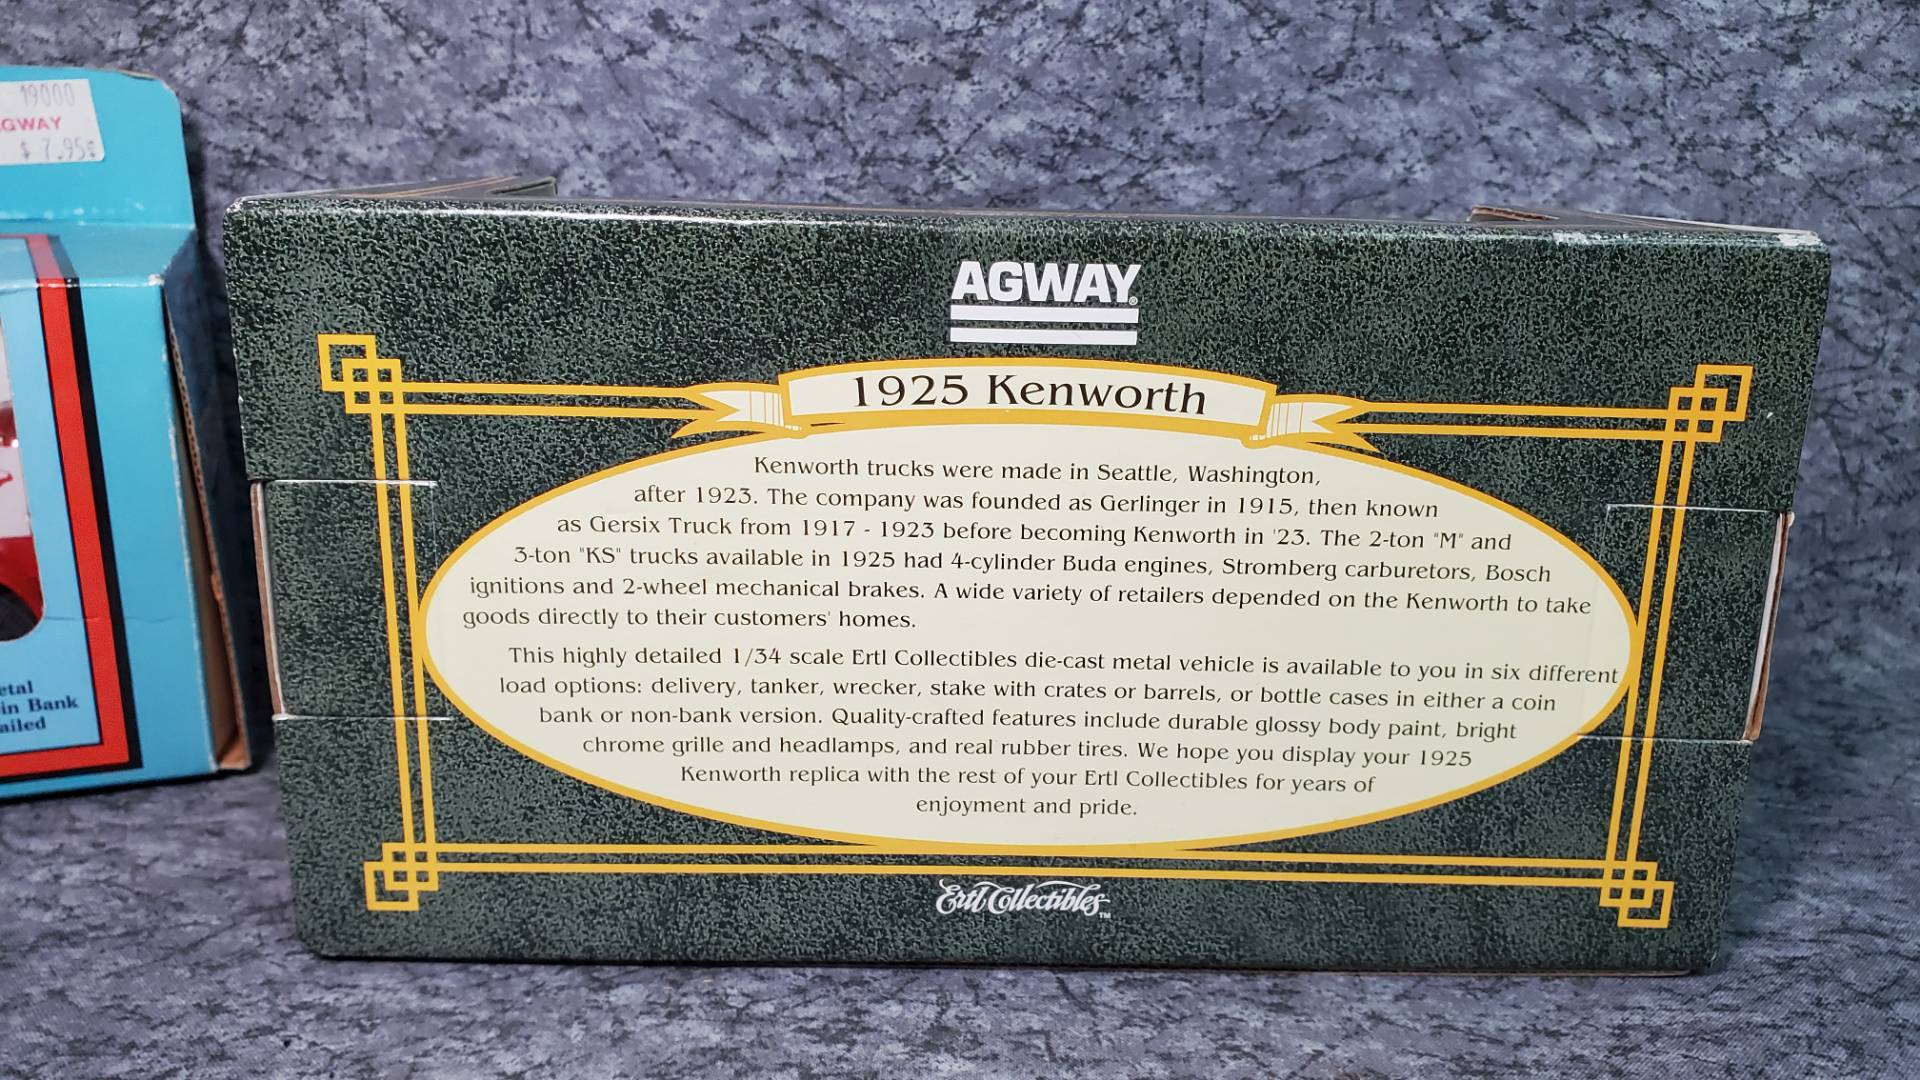 19000
GWAY
$ 7.95
in Bank
AGWAY
1925 Kenworth
Kenworth trucks were made in Seattle, Washington,
after 1923. The company was founded as Gerlinger in 1915, then known
as Gersix Truck from 1917 - 1923 before becoming Kenworth in '23. The 2-ton "M" and
3-ton "KS" trucks available in 1925 had 4-cylinder Buda engines, Stromberg carburetors, Bosch
ignitions and 2-wheel mechanical brakes. A wide variety of retailers depended on the Kenworth to take
goods directly to their customers' homes.
This highly detailed 1/34 scale Ertl Collectibles die-cast metal vehicle is available to you in six different
load options: delivery, tanker, wrecker, stake with crates or barrels, or bottle cases in either a coin
bank or non-bank version. Quality-crafted features include durable glossy body paint, bright
chrome grille and headlamps, and real rubber tires. We hope you display your 1925
Kenworth replica with the rest of your Ertl Collectibles for years of
enjoyment and pride.
Ertl Collectibles™